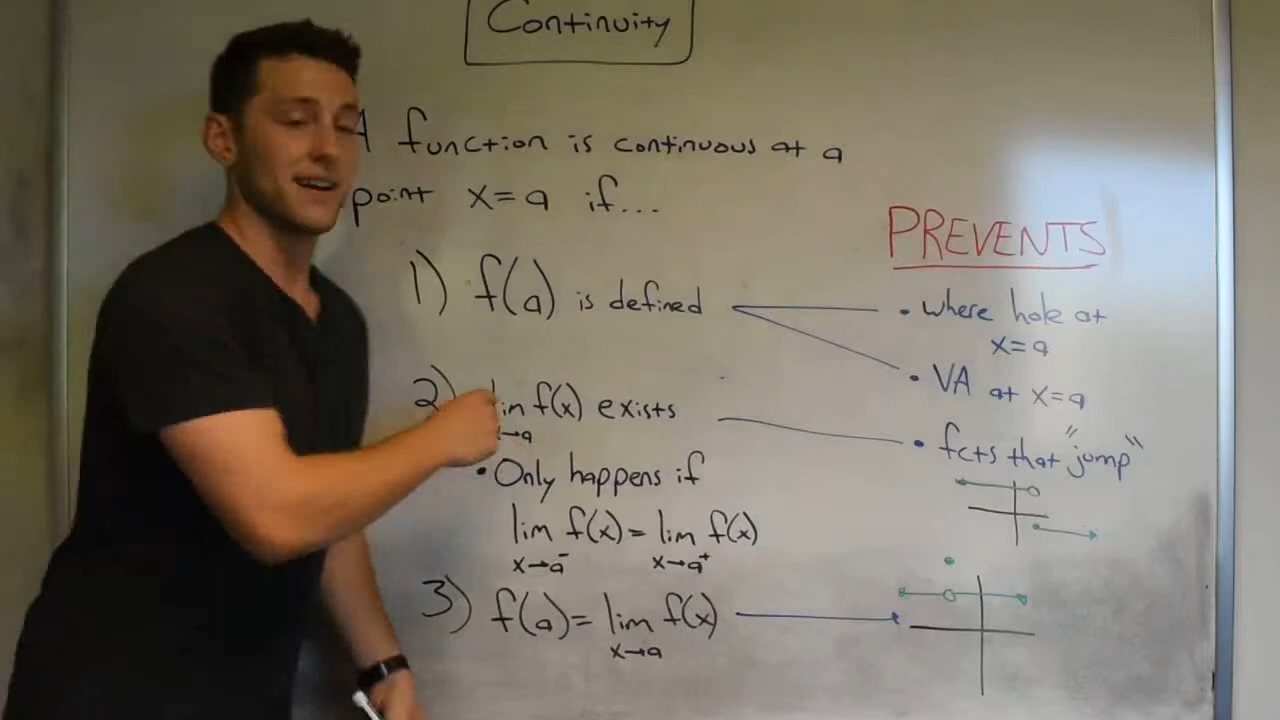 Continuity
A function is continuous at a
point x=a if...
1) f(a) is defined
2) lim f(x) exists
x→a
• Only happens if
lim f(x) = lim f(x)
x→a⁻ x→a⁺
3) f(a) = lim f(x)
x→a
PREVENTS
• where hole at
x=a
• VA at x=a
• fcts that "jump"